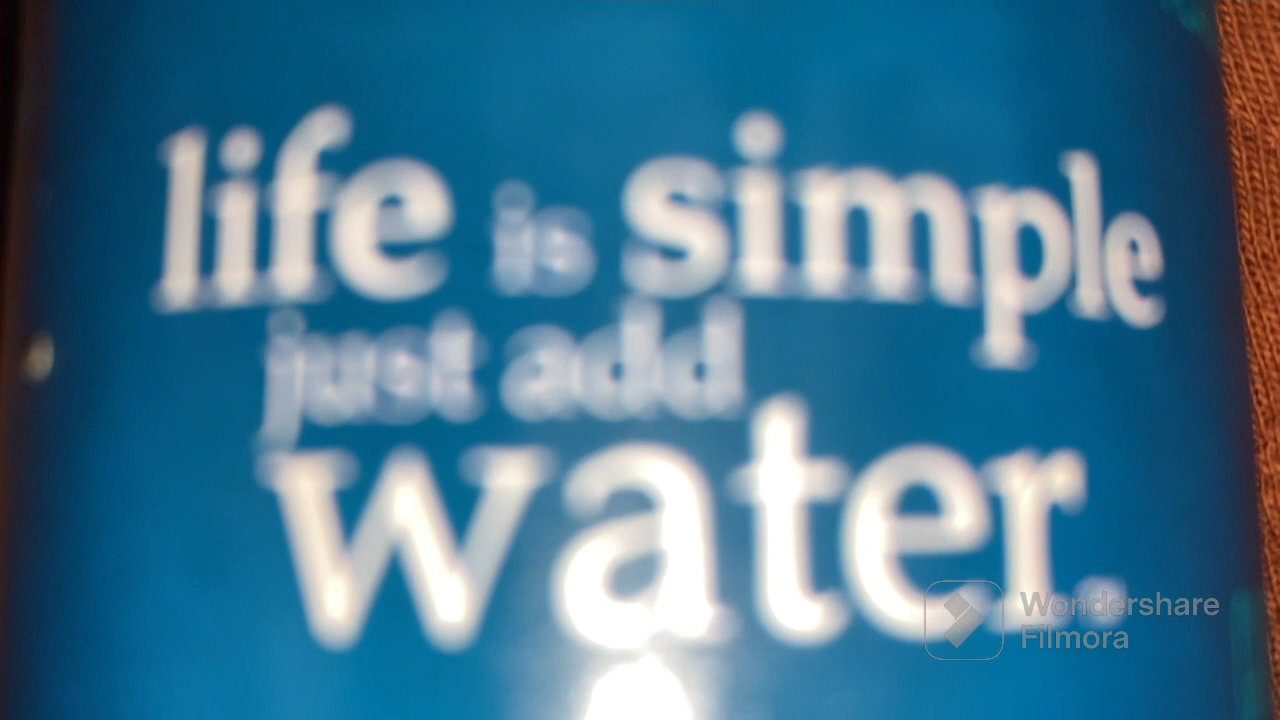 life is simple
just add
water.
Wondershare
Filmora